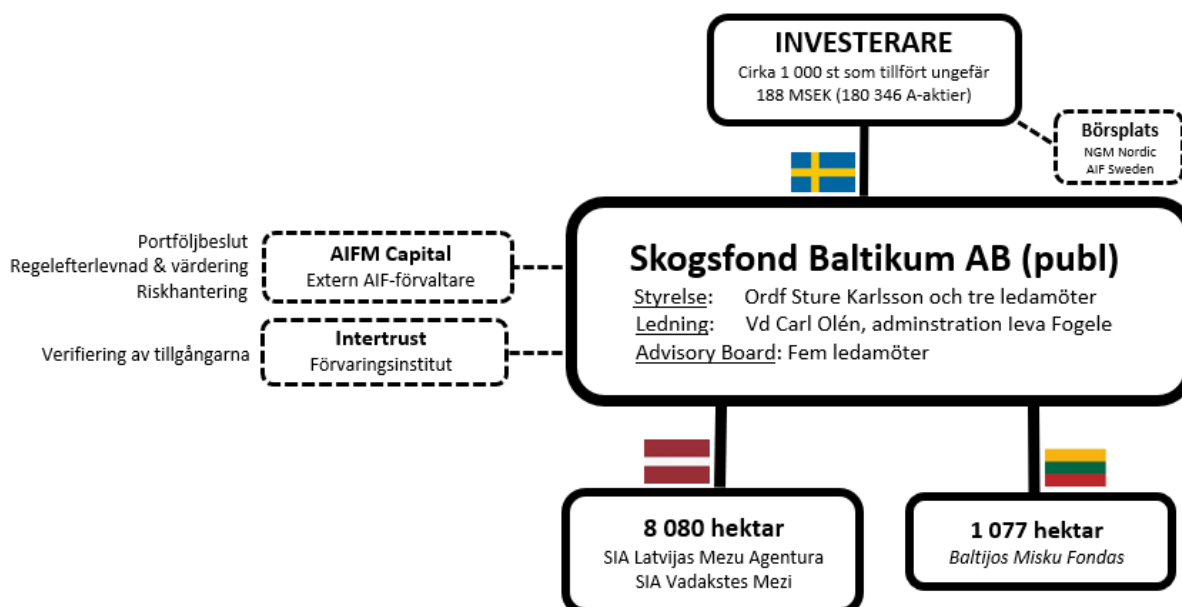 INVESTERARE
Cirka 1 000 st som tillfört ungefär
188 MSEK (180 346 A-aktier)
Börsplats
NGM Nordic
AIF Sweden
Portföljbeslut
Regelefterlevnad & värdering
Riskhantering
AIFM Capital
Extern AIF-förvaltare
Verifiering av tillgångarna
Intertrust
Förvaringsinstitut
Skogsfond Baltikum AB (publ)
Styrelse: Ordf Sture Karlsson och tre ledamöter
Ledning: Vd Carl Olén, adminstration Ieva Fogele
Advisory Board: Fem ledamöter
8 080 hektar
SIA Latvijas Mezu Agentura
SIA Vadakstes Mezi
1 077 hektar
Baltijos Misku Fondas